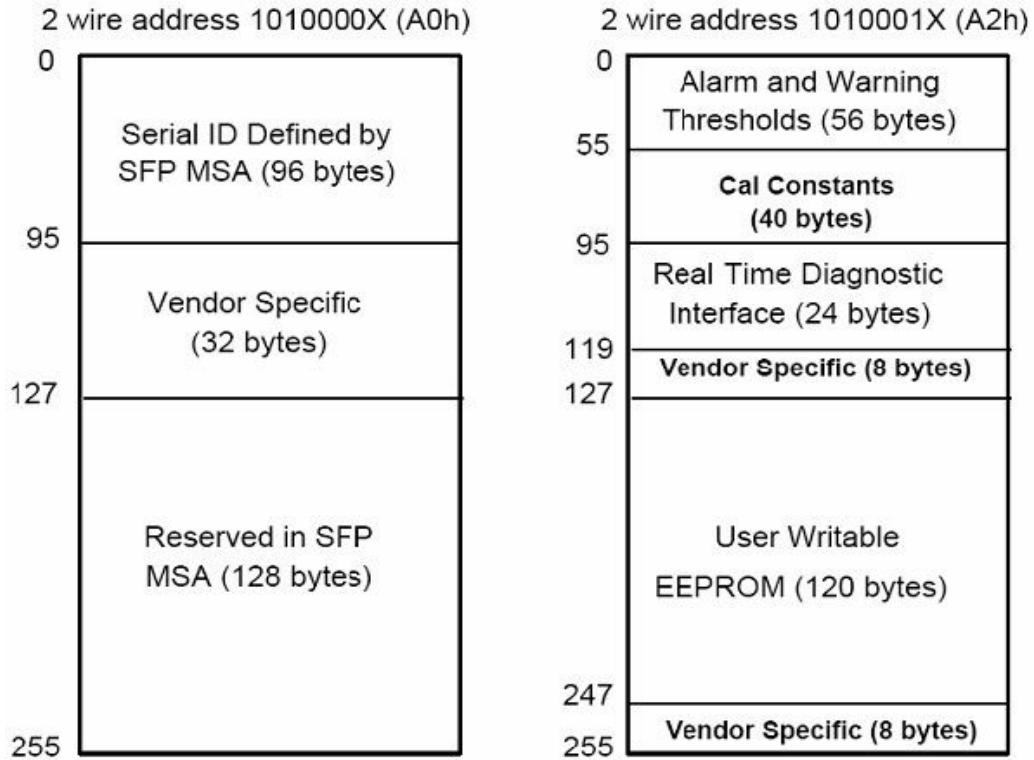 2 wire address 1010000X (A0h)
0
Serial ID Defined by
SFP MSA (96 bytes)
95
Vendor Specific
(32 bytes)
127
Reserved in SFP
MSA (128 bytes)
255
2 wire address 1010001X (A2h)
0
Alarm and Warning
Thresholds (56 bytes)
55
Cal Constants
(40 bytes)
95
Real Time Diagnostic
Interface (24 bytes)
119
Vendor Specific (8 bytes)
127
User Writable
EEPROM (120 bytes)
247
Vendor Specific (8 bytes)
255